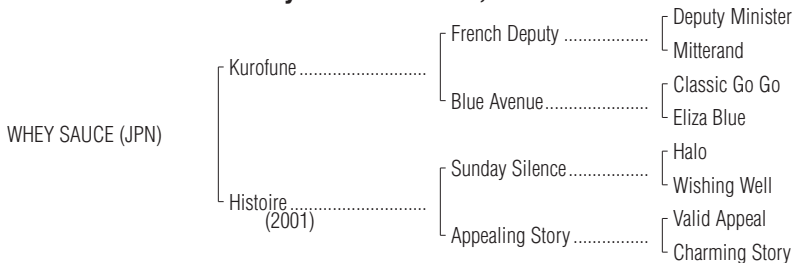 Deputy Minister
French Deputy ..................
Mitterand
Kurofune ...........................
Classic Go Go
Blue Avenue......................
Eliza Blue
WHEY SAUCE (JPN)
Halo
Sunday Silence.................
Wishing Well
Histoire .............................
(2001)
Valid Appeal
Appealing Story ................
Charming Story